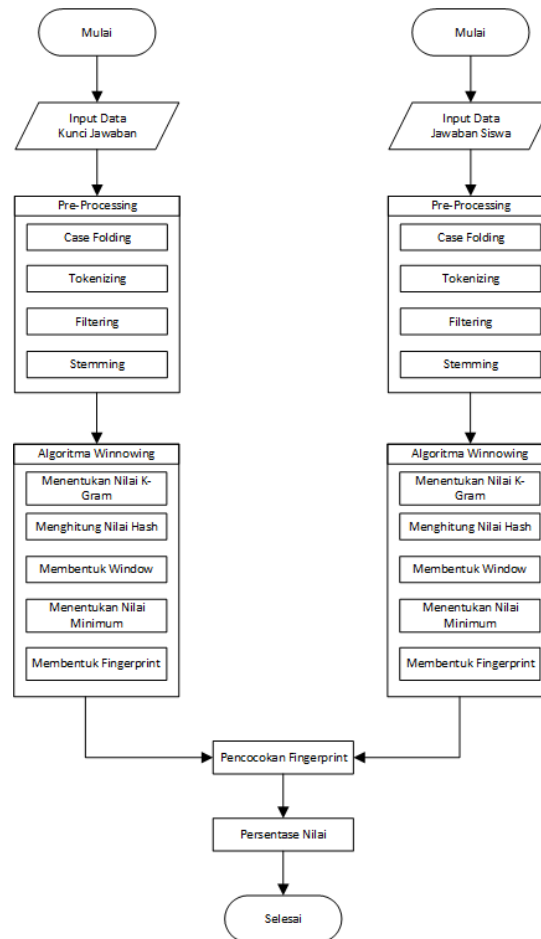 Mulai
Input Data
Kunci Jawaban
Pre-Processing
Case Folding
Tokenizing
Filtering
Stemming
Algoritma Winnowing
Menentukan Nilai K-
Gram
Menghitung Nilai Hash
Membentuk Window
Menentukan Nilai
Minimum
Membentuk Fingerprint
Mulai
Input Data
Jawaban Siswa
Pre-Processing
Case Folding
Tokenizing
Filtering
Stemming
Algoritma Winnowing
Menentukan Nilai K-
Gram
Menghitung Nilai Hash
Membentuk Window
Menentukan Nilai
Minimum
Membentuk Fingerprint
Pencocokan Fingerprint
Persentase Nilai
Selesai